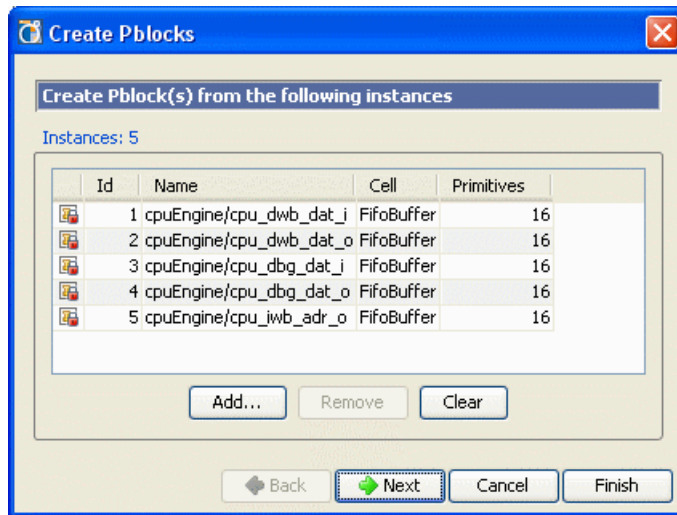 Create Pblocks
Create Pblock(s) from the following instances
Instances: 5
Id Name Cell Primitives
1 cpuEngine/cpu_dwb_dat_i FifoBuffer 16
2 cpuEngine/cpu_dwb_dat_o FifoBuffer 16
3 cpuEngine/cpu_dbg_dat_i FifoBuffer 16
4 cpuEngine/cpu_dbg_dat_o FifoBuffer 16
5 cpuEngine/cpu_iwb_adr_o FifoBuffer 16
Add... Remove Clear
Back Next Cancel Finish